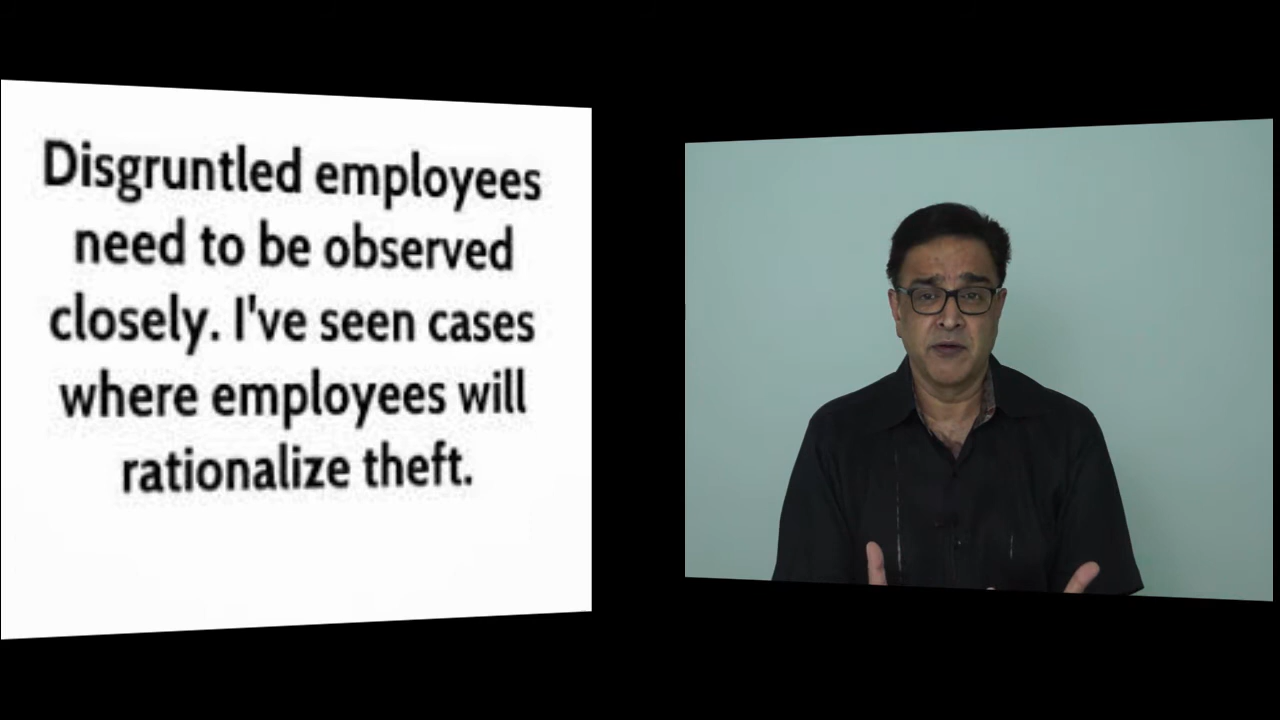 Disgruntled employees
need to be observed
closely. I've seen cases
where employees will
rationalize theft.